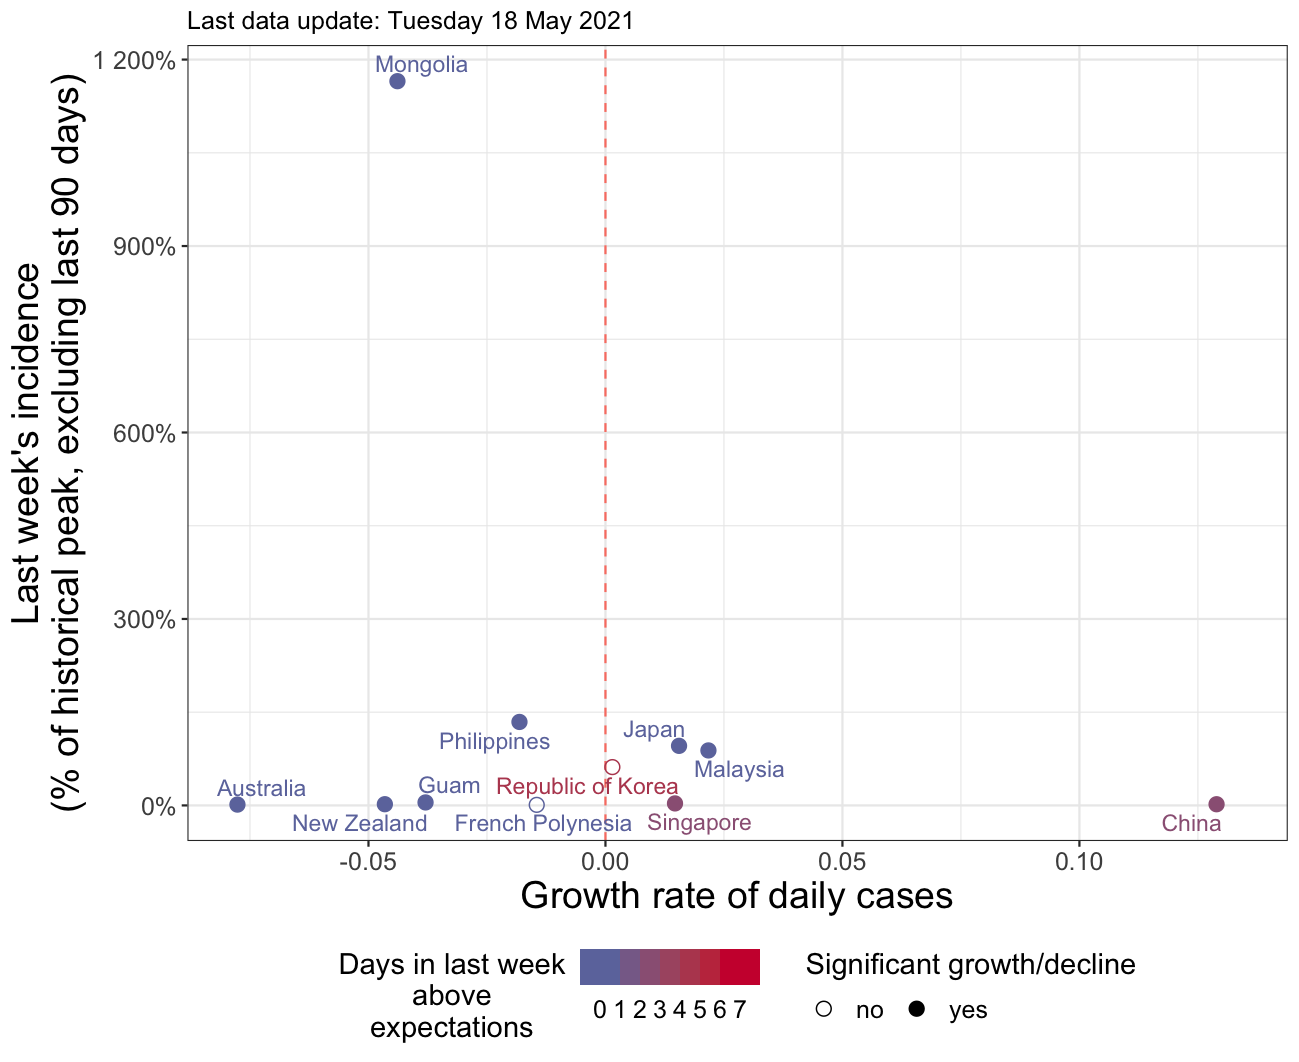 Last data update: Tuesday 18 May 2021
Last week's incidence
(% of historical peak, excluding last 90 days)
1 200%
900%
600%
300%
0%
Mongolia
Philippines
Japan
Malaysia
Australia
Guam
Republic of Korea
New Zealand
French Polynesia
Singapore
China
-0.05
0.00
0.05
0.10
Growth rate of daily cases
Days in last week
above
expectations
0 1 2 3 4 5 6 7
Significant growth/decline
no
yes